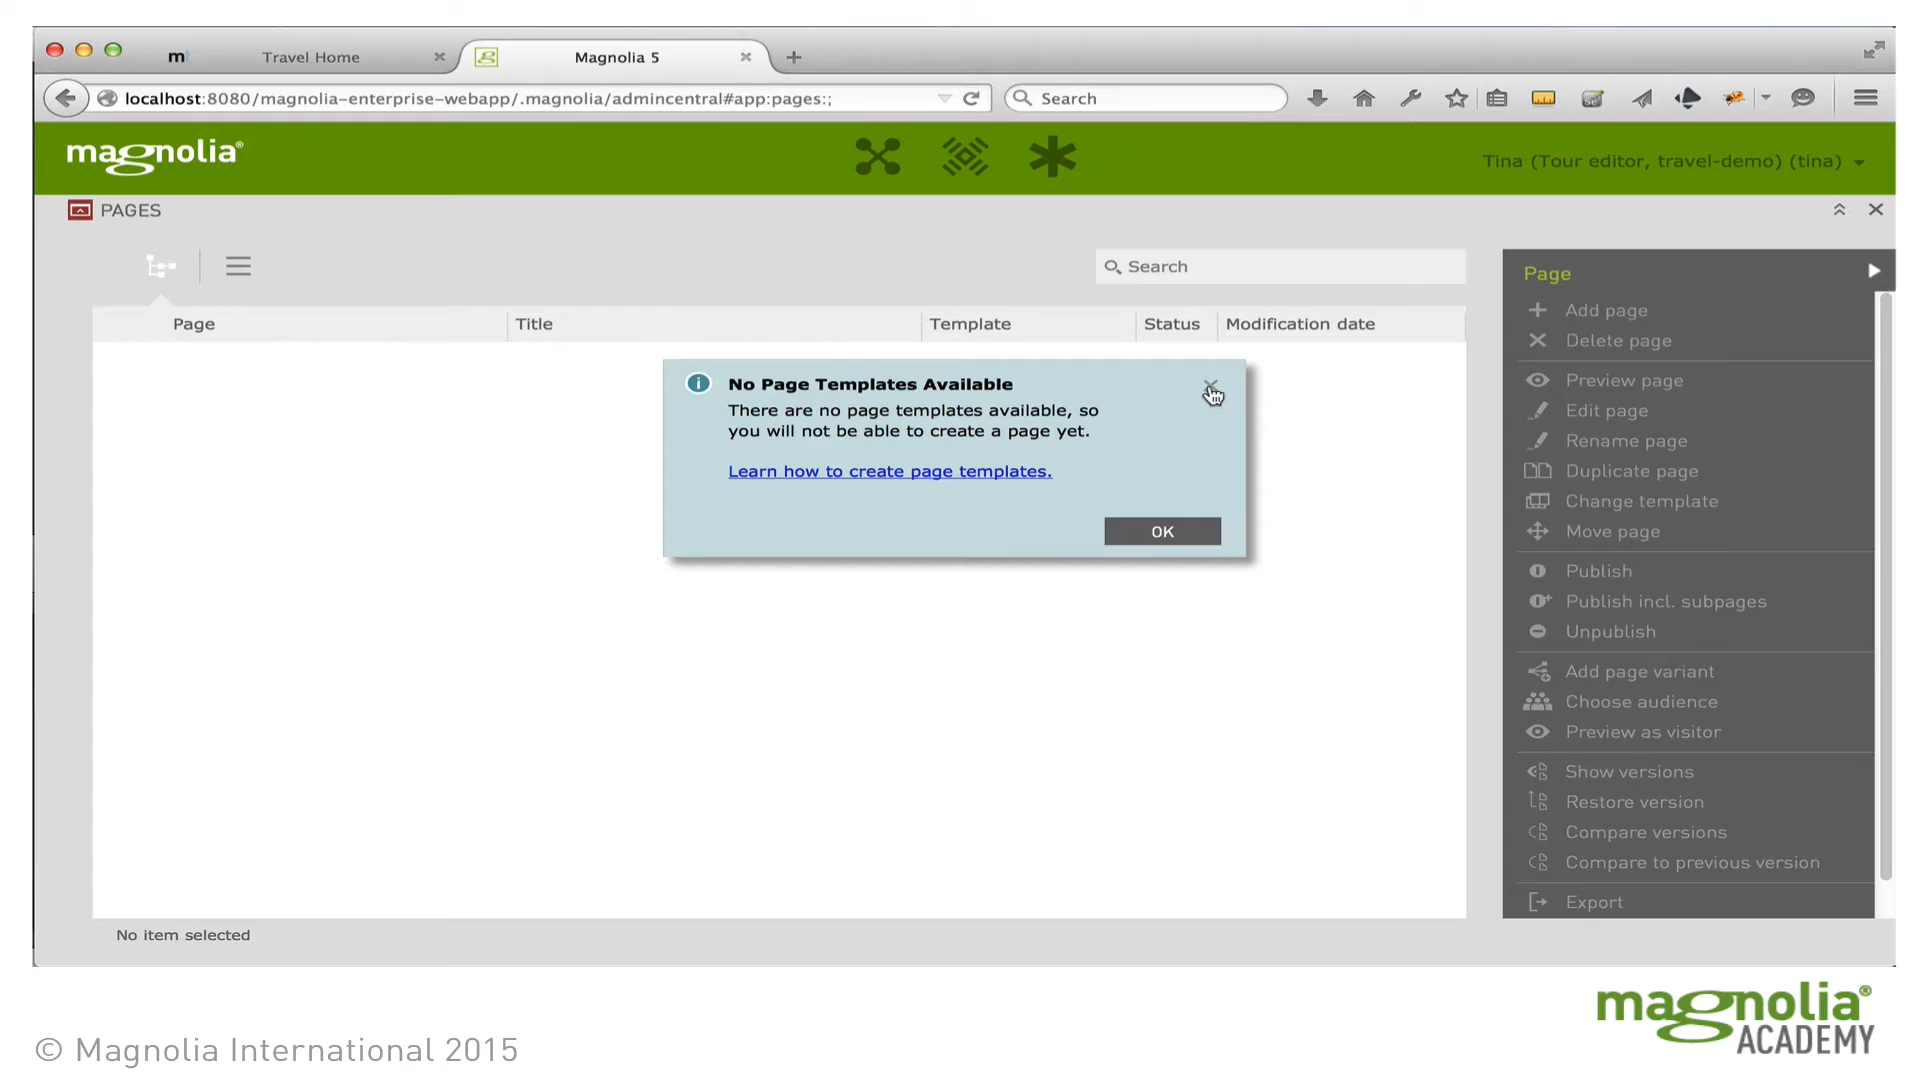 mt Travel Home
Magnolia 5
localhost:8080/magnolia-enterprise-webapp/.magnolia/admincentral#app:pages:;
Search
magnolia®
Tina (Tour editor, travel-demo) (tina)
PAGES
Search
Page Title Template Status Modification date
No Page Templates Available
There are no page templates available, so
you will not be able to create a page yet.
Learn how to create page templates.
OK
No item selected
Page
Add page
Delete page
Preview page
Edit page
Rename page
Duplicate page
Change template
Move page
Publish
Publish incl. subpages
Unpublish
Add page variant
Choose audience
Preview as visitor
Show versions
Restore version
Compare versions
Compare to previous version
Export
© Magnolia International 2015
magnolia®
ACADEMY